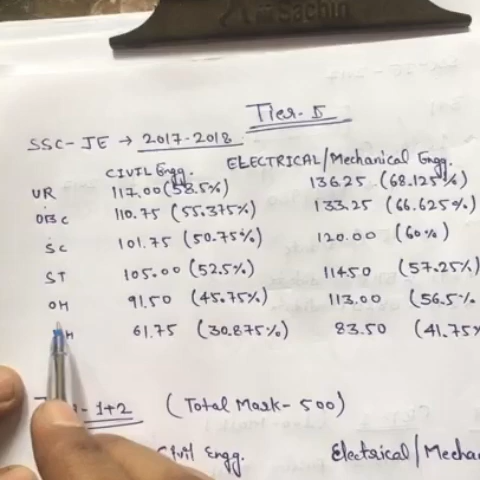 Sachin
Tier-I
SSC-JE → 2017-2018
CIVIL Engg. ELECTRICAL/Mechanical Engg.
UR 117.00 (58.5%) 136.25 (68.125%)
OBC 110.75 (55.375%) 133.25 (66.625%)
SC 101.75 (50.75%) 120.00 (60%)
ST 105.00 (52.5%) 114.50 (57.25%)
OH 91.50 (45.75%) 113.00 (56.5%
H 61.75 (30.875%) 83.50 (41.75%
1+2 (Total Mark- 500)
Civil Engg. Electrical/Mecha